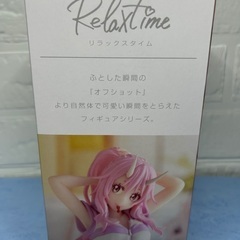 Relax time
リラックスタイム
ふとした瞬間の
「オフショット」
より自然体で可愛い瞬間をとらえた
フィギュアシリーズ。